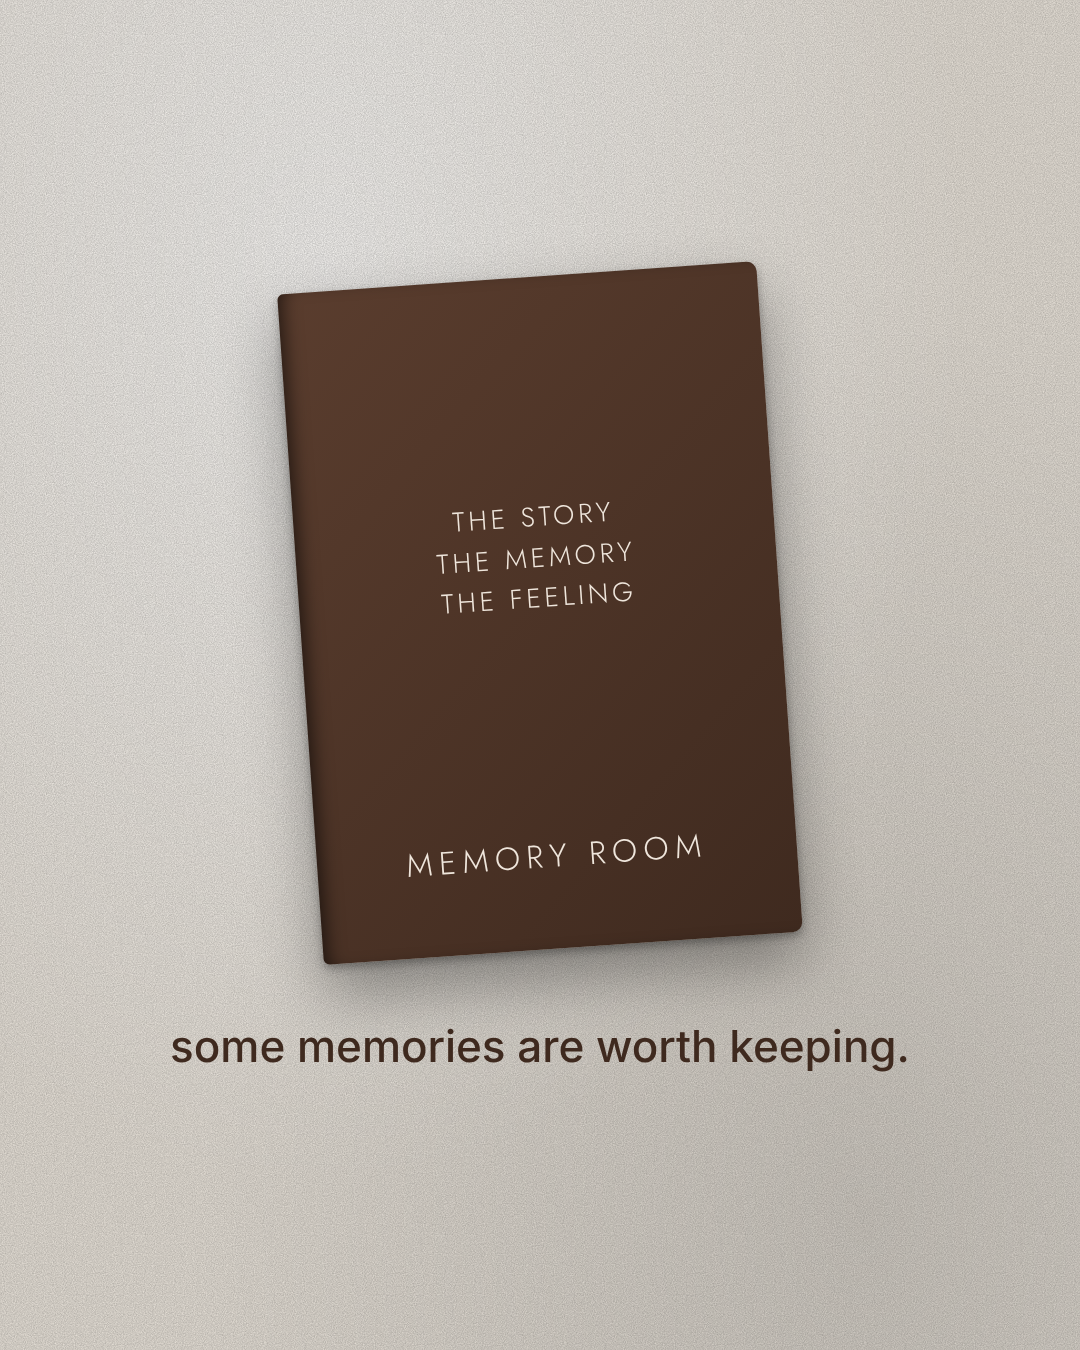 THE STORY
THE MEMORY
THE FEELING
MEMORY ROOM
some memories are worth keeping.